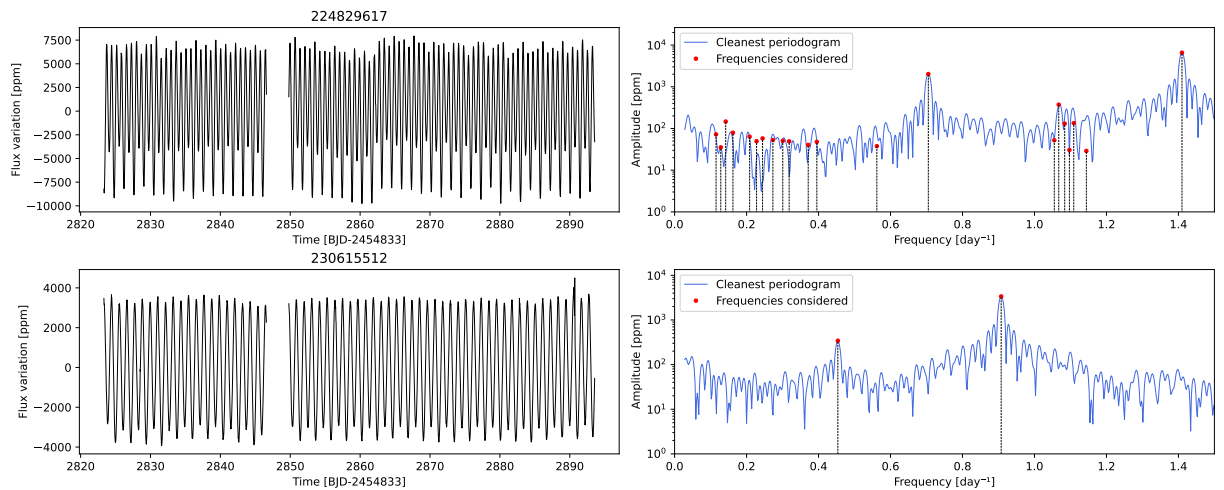 224829617
Flux variation [ppm]
7500
5000
2500
0
−2500
−5000
−7500
−10000
2820 2830 2840 2850 2860 2870 2880 2890
Time [BJD-2454833]
Amplitude [ppm]
10⁴
10³
10²
10¹
10⁰
Cleanest periodogram
Frequencies considered
0.0 0.2 0.4 0.6 0.8 1.0 1.2 1.4
Frequency [day⁻¹]
230615512
Flux variation [ppm]
4000
2000
0
−2000
−4000
2820 2830 2840 2850 2860 2870 2880 2890
Time [BJD-2454833]
Amplitude [ppm]
10⁴
10³
10²
10¹
10⁰
Cleanest periodogram
Frequencies considered
0.0 0.2 0.4 0.6 0.8 1.0 1.2 1.4
Frequency [day⁻¹]